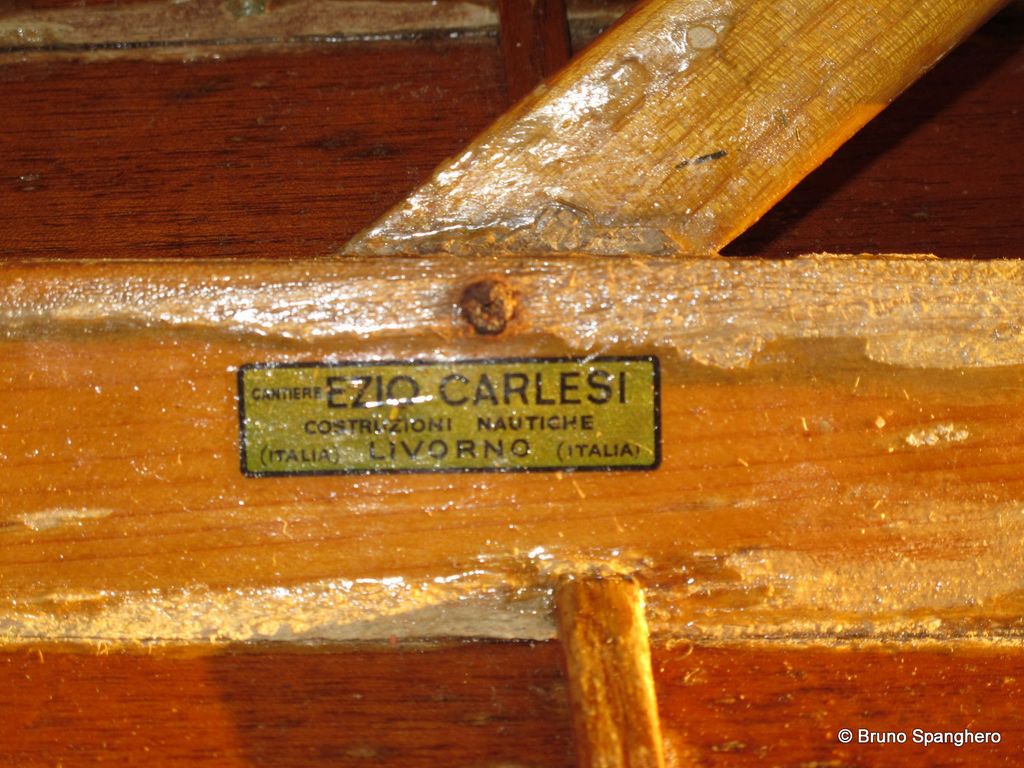 CANTIERE EZIO CARLESI
COSTRUZIONI NAUTICHE
(ITALIA) LIVORNO (ITALIA)
© Bruno Spanghero